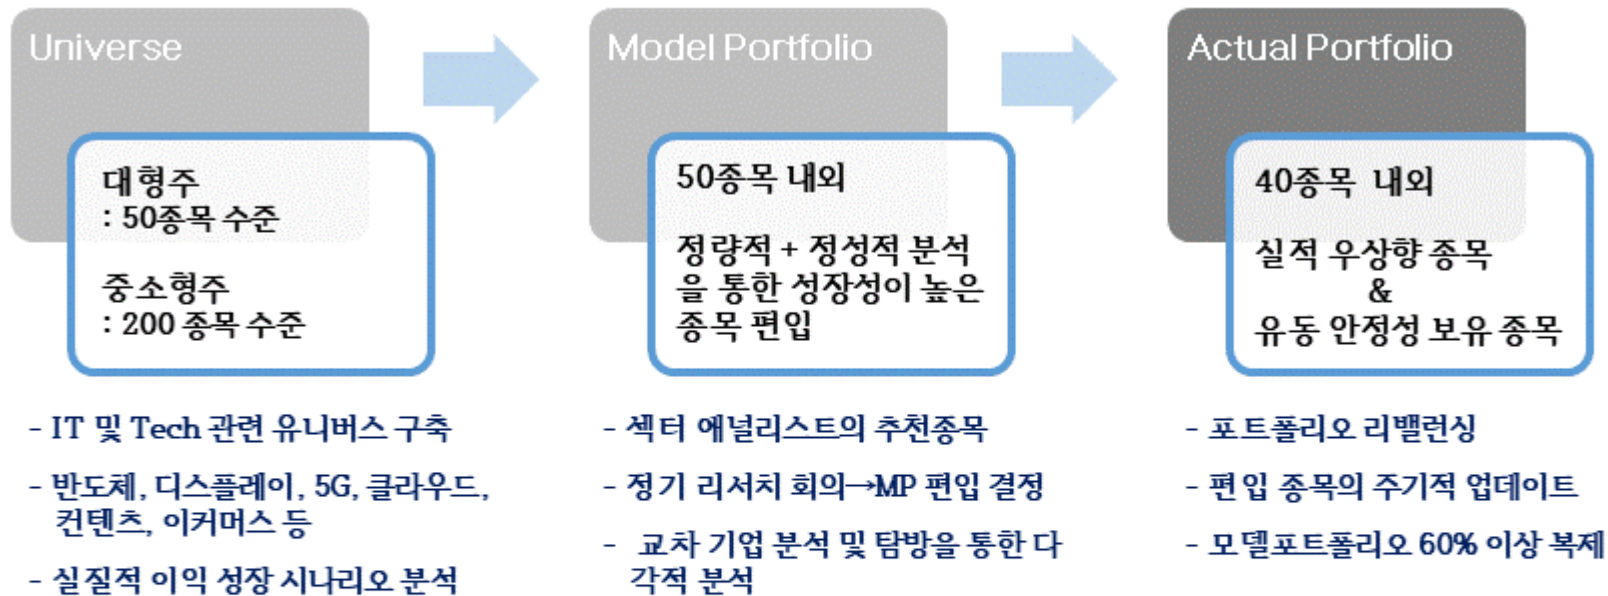 Universe
대형주
: 50종목 수준
중소형주
: 200 종목 수준
- IT 및 Tech 관련 유니버스 구축
- 반도체, 디스플레이, 5G, 클라우드,
컨텐츠, 이커머스 등
- 실질적 이익 성장 시나리오 분석
Model Portfolio
50종목 내외
정량적 + 정성적 분석
을 통한 성장성이 높은
종목 편입
- 섹터 애널리스트의 추천종목
- 정기 리서치 회의→MP 편입 결정
- 교차 기업 분석 및 탐방을 통한 다
각적 분석
Actual Portfolio
40종목 내외
실적 우상향 종목
&
유동 안정성 보유 종목
- 포트폴리오 리밸런싱
- 편입 종목의 주기적 업데이트
- 모델포트폴리오 60% 이상 복제